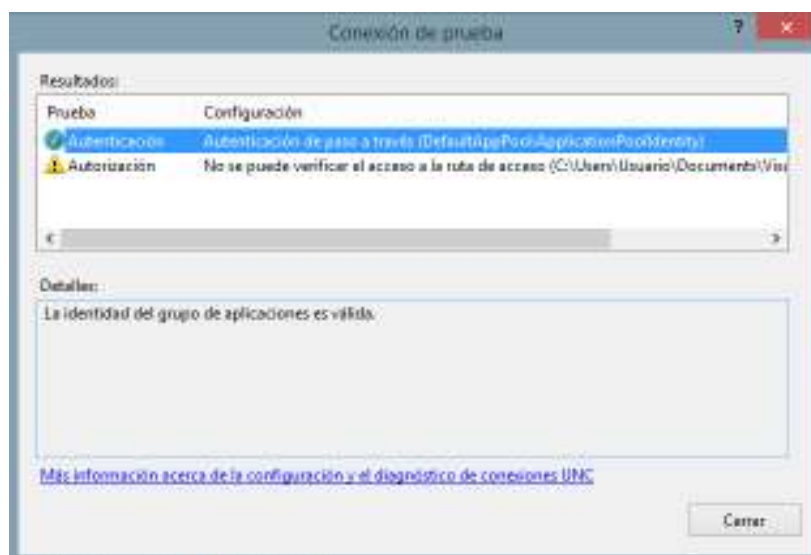 Conexión de prueba
?
Resultados:
Prueba Configuración
Autenticación Autenticación de paso a través (DefaultAppPool:ApplicationPoolIdentity)
Autorización No se puede verificar el acceso a la ruta de acceso (C:\Users\Usuario\Documents\Visu
Detalles:
La identidad del grupo de aplicaciones es válida.
Más información acerca de la configuración y el diagnóstico de conexiones UNC
Cerrar